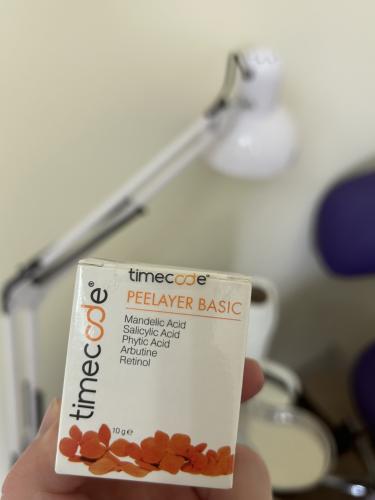 timecode®
PEELAYER BASIC
Mandelic Acid
Salicylic Acid
Phytic Acid
Arbutine
Retinol
10 g ℮
timecode®